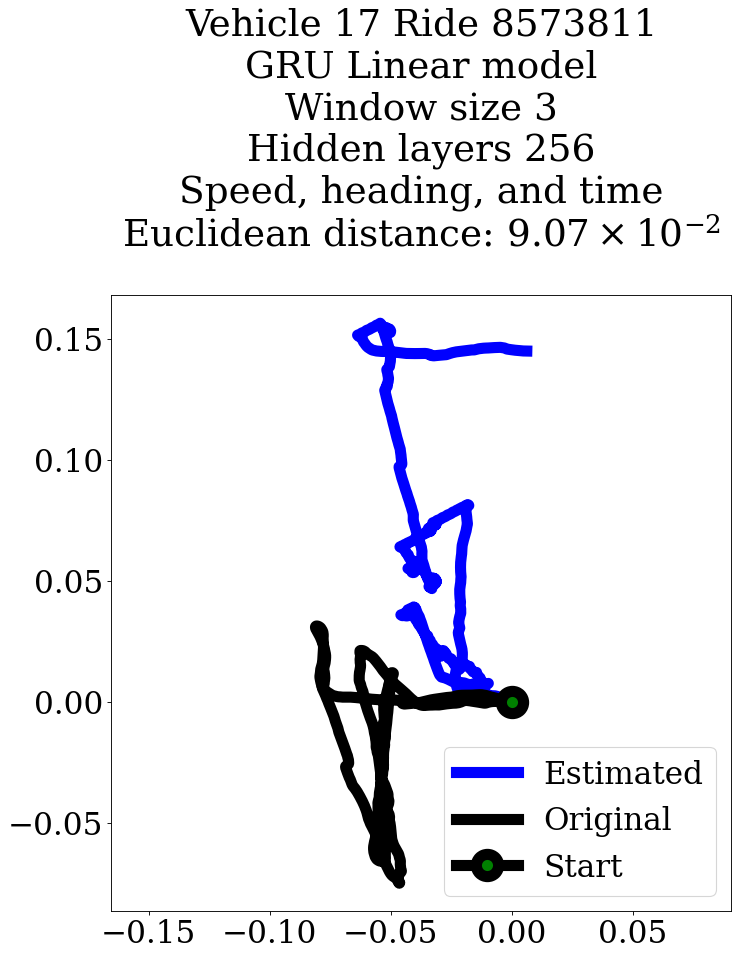 Vehicle 17 Ride 8573811
GRU Linear model
Window size 3
Hidden layers 256
Speed, heading, and time
Euclidean distance: 9.07 × 10⁻²
0.15
0.10
0.05
0.00
−0.05
Estimated
Original
Start
−0.15 −0.10 −0.05 0.00 0.05